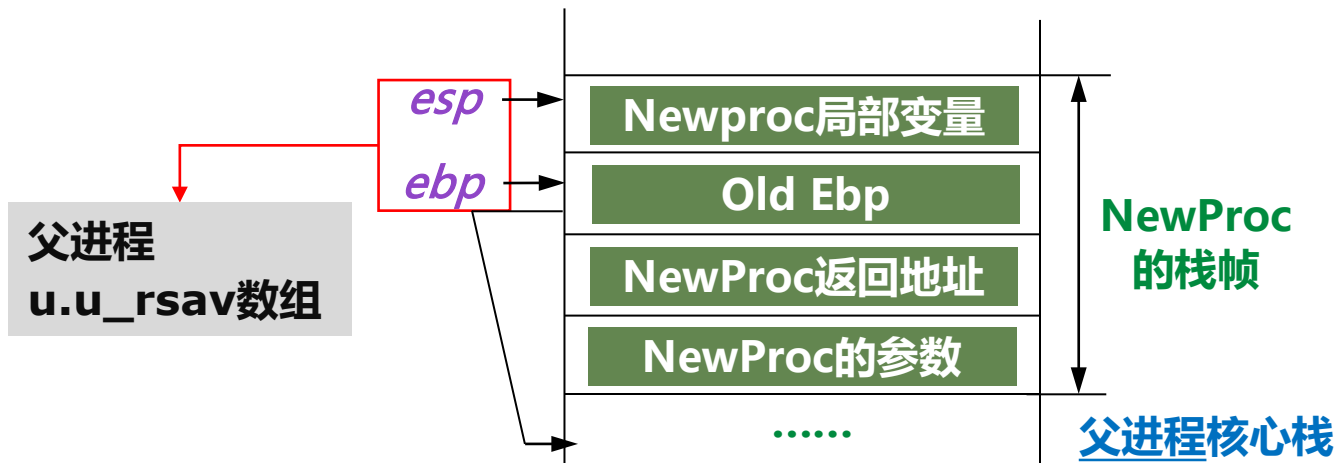 esp
Newproc局部变量
ebp
Old Ebp
父进程
u.u_rsav数组
NewProc
的栈帧
NewProc返回地址
NewProc的参数
......
父进程核心栈